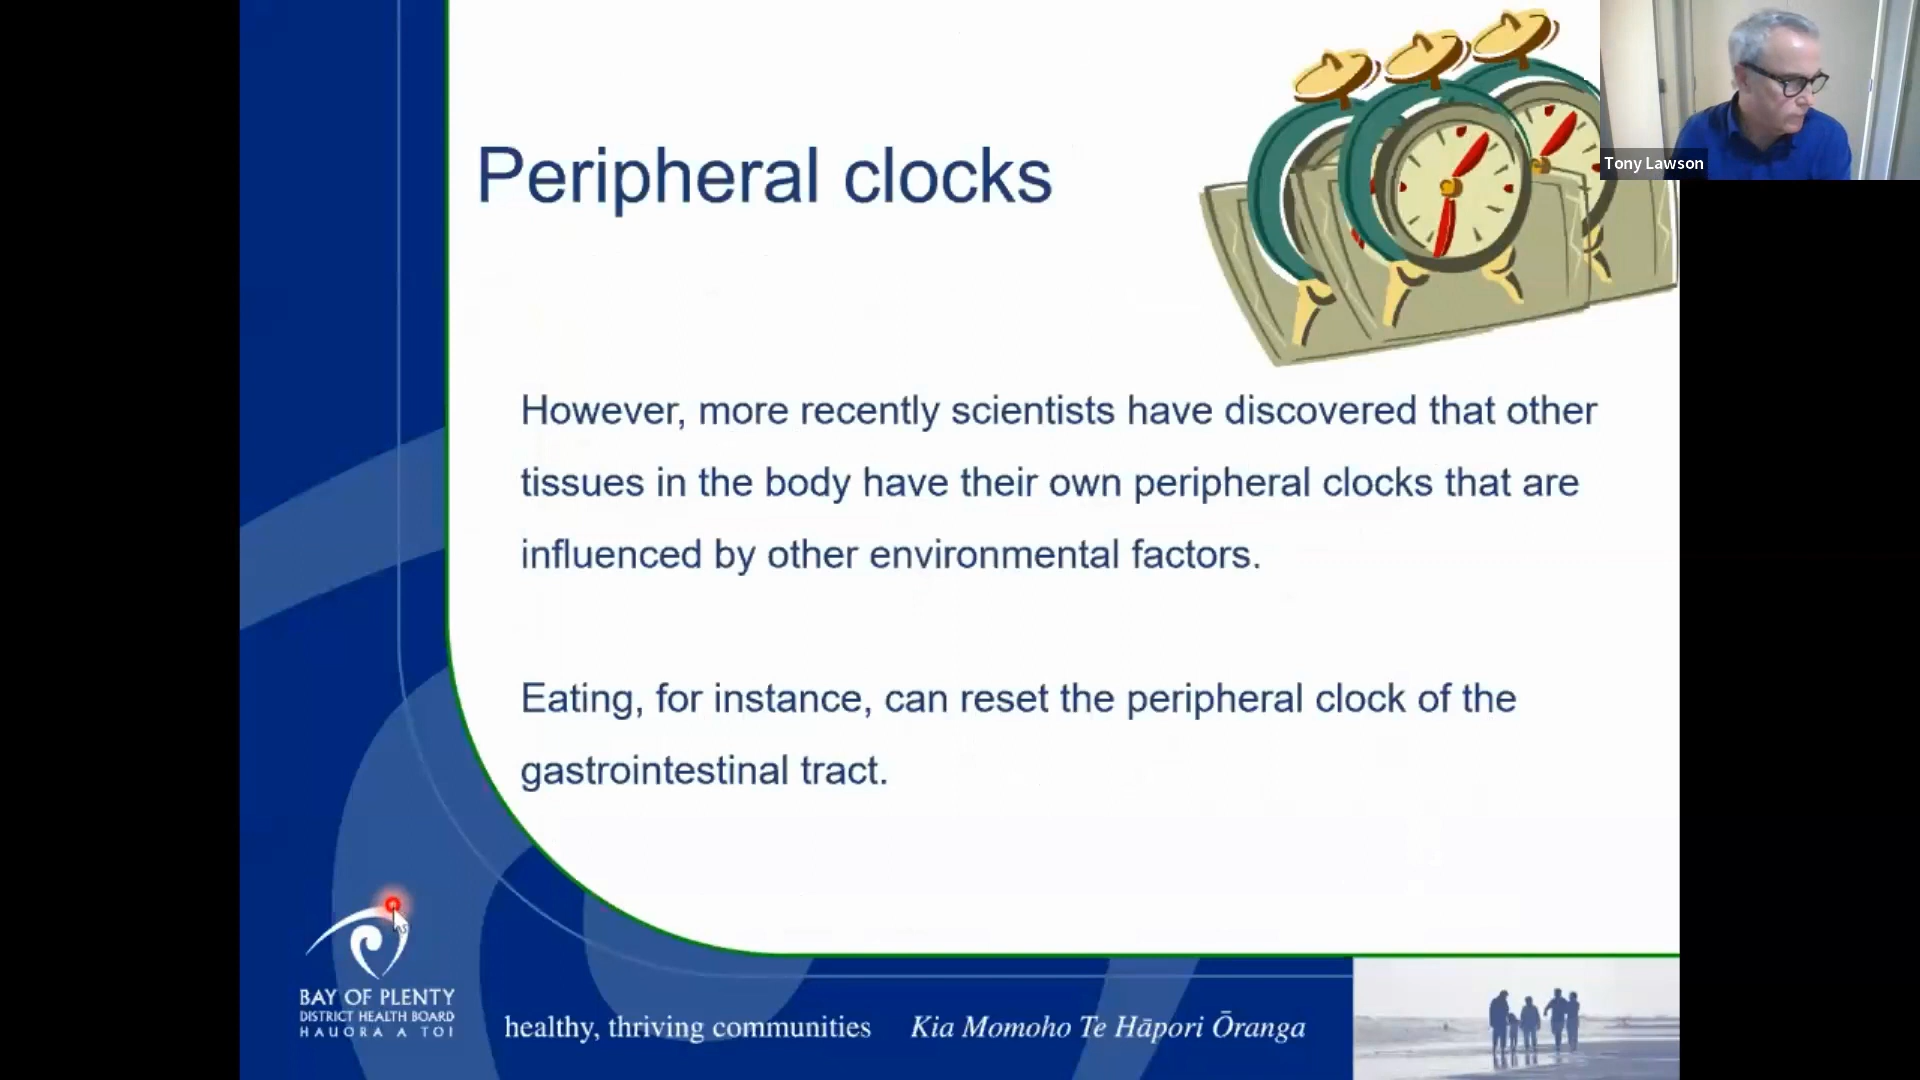 Peripheral clocks
Tony Lawson
However, more recently scientists have discovered that other
tissues in the body have their own peripheral clocks that are
influenced by other environmental factors.
Eating, for instance, can reset the peripheral clock of the
gastrointestinal tract.
BAY OF PLENTY
DISTRICT HEALTH BOARD
HAUORA A TOI
healthy, thriving communities Kia Momoho Te Hāpori Ōranga